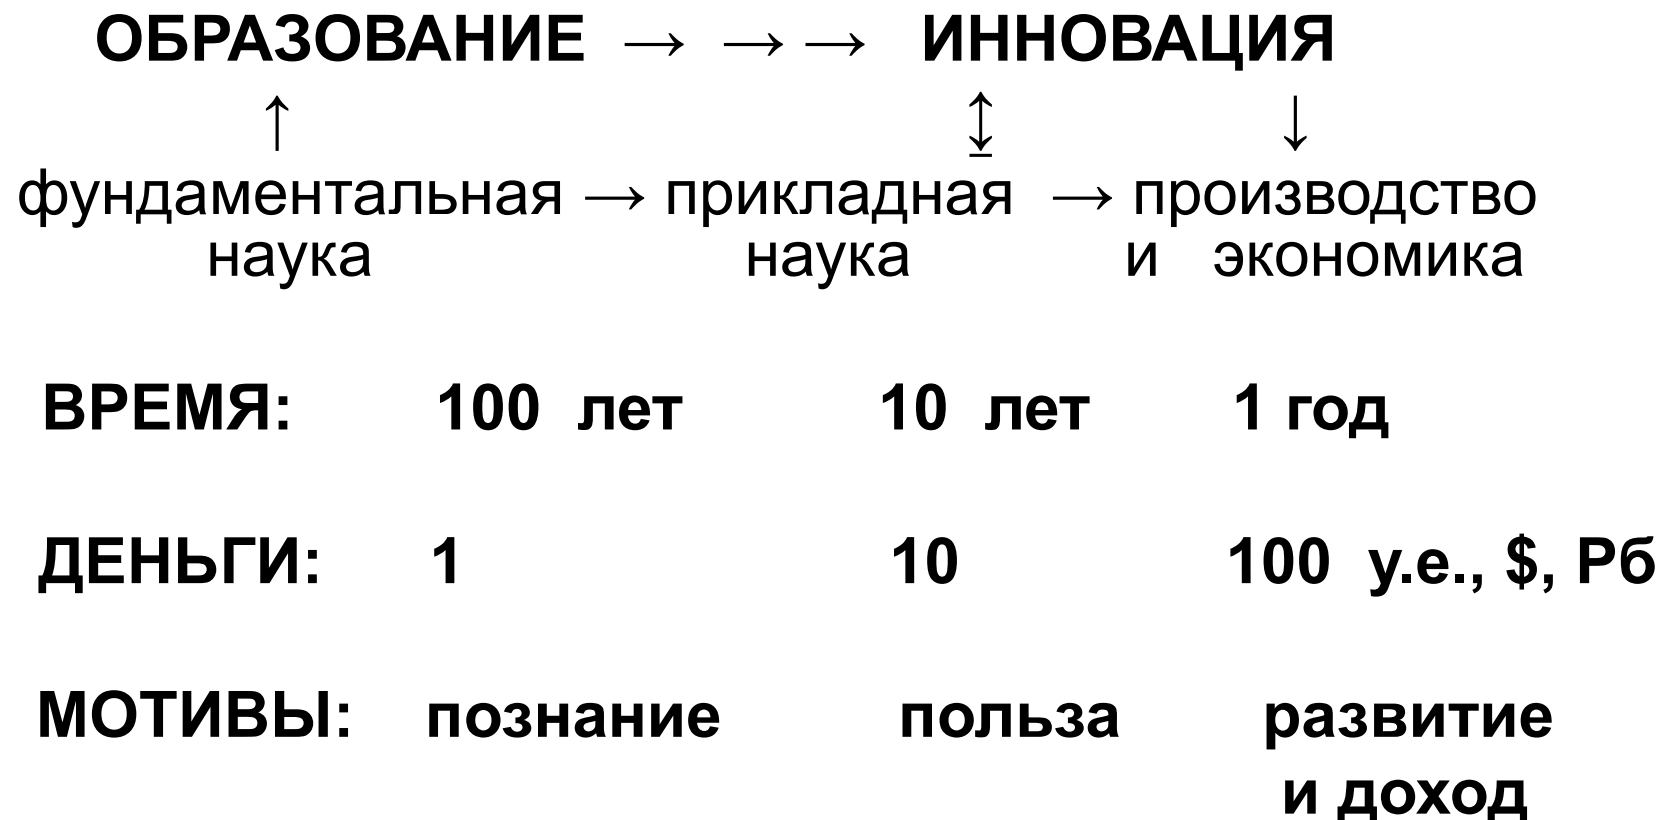 ОБРАЗОВАНИЕ → → → ИННОВАЦИЯ
↑ ↨ ↓
фундаментальная → прикладная → производство
наука наука и экономика
ВРЕМЯ: 100 лет 10 лет 1 год
ДЕНЬГИ: 1 10 100 у.е., $, Рб
МОТИВЫ: познание польза развитие
и доход